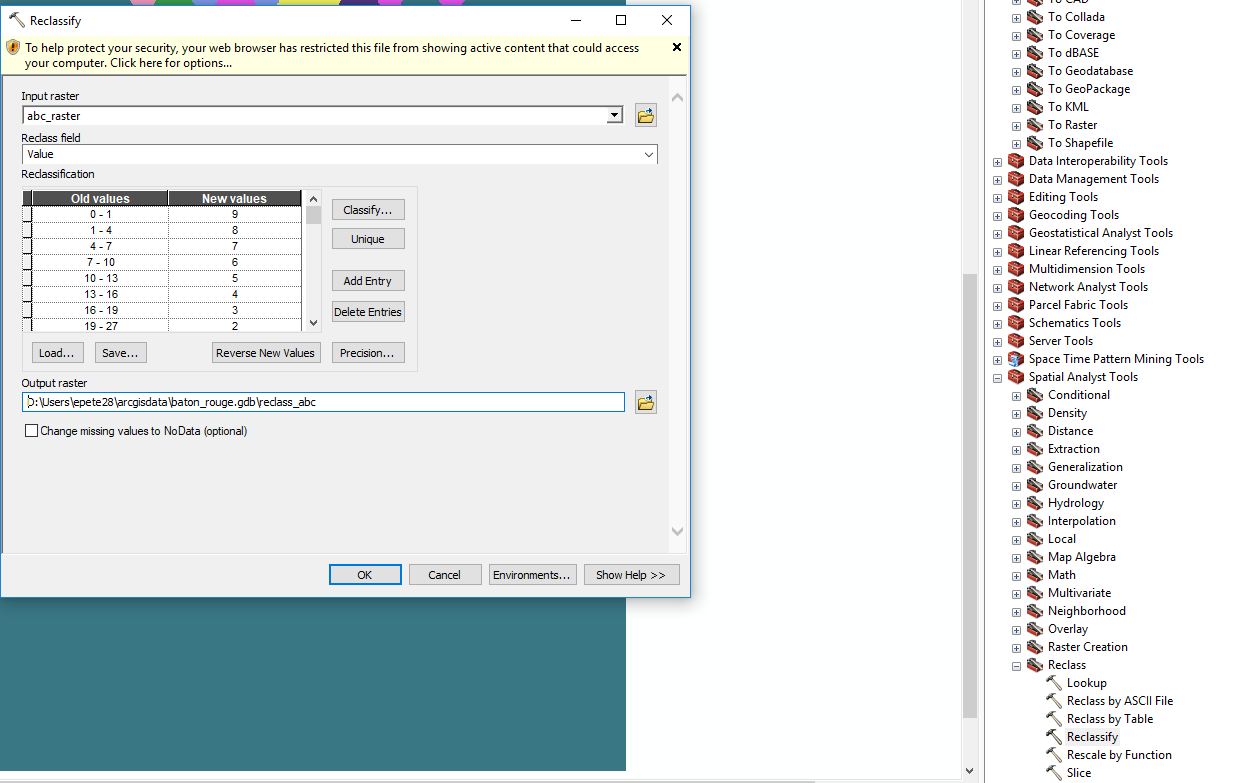 Reclassify
To help protect your security, your web browser has restricted this file from showing active content that could access
your computer. Click here for options...
Input raster
abc_raster
Reclass field
Value
Reclassification
Old values New values
0 - 1 9
1 - 4 8
4 - 7 7
7 - 10 6
10 - 13 5
13 - 16 4
16 - 19 3
19 - 27 2
Classify...
Unique
Add Entry
Delete Entries
Load... Save... Reverse New Values Precision...
Output raster
D:\Users\epete28\arcgisdata\baton_rouge.gdb\reclass_abc
Change missing values to NoData (optional)
OK Cancel Environments... Show Help >>
To CAD
To Collada
To Coverage
To dBASE
To Geodatabase
To GeoPackage
To KML
To Raster
To Shapefile
Data Interoperability Tools
Data Management Tools
Editing Tools
Geocoding Tools
Geostatistical Analyst Tools
Linear Referencing Tools
Multidimension Tools
Network Analyst Tools
Parcel Fabric Tools
Schematics Tools
Server Tools
Space Time Pattern Mining Tools
Spatial Analyst Tools
Conditional
Density
Distance
Extraction
Generalization
Groundwater
Hydrology
Interpolation
Local
Map Algebra
Math
Multivariate
Neighborhood
Overlay
Raster Creation
Reclass
Lookup
Reclass by ASCII File
Reclass by Table
Reclassify
Rescale by Function
Slice